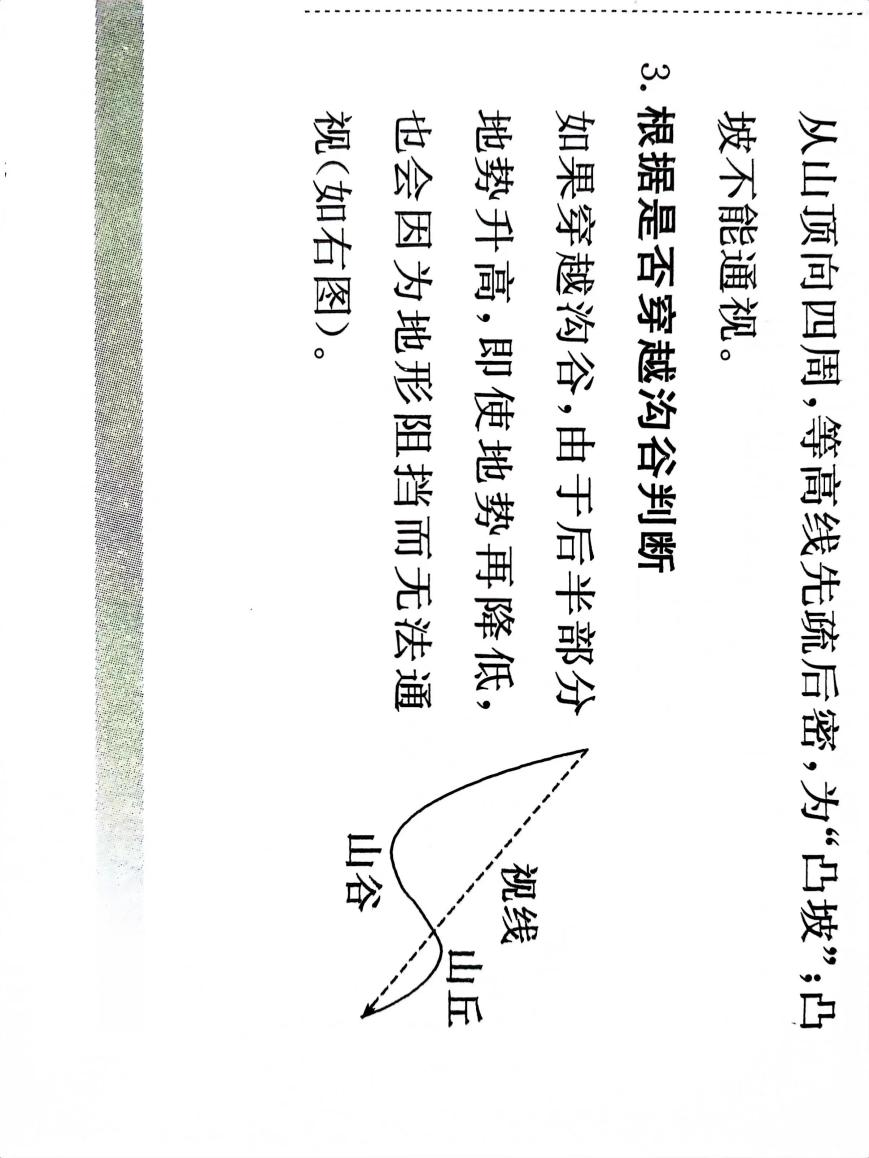 从山顶向四周,等高线先疏后密,为“凸坡”;凸
坡不能通视。
3. 根据是否穿越沟谷判断
如果穿越沟谷,由于后半部分
地势升高,即使地势再降低,
也会因为地形阻挡而无法通
视(如右图)。
视线
山丘
山谷